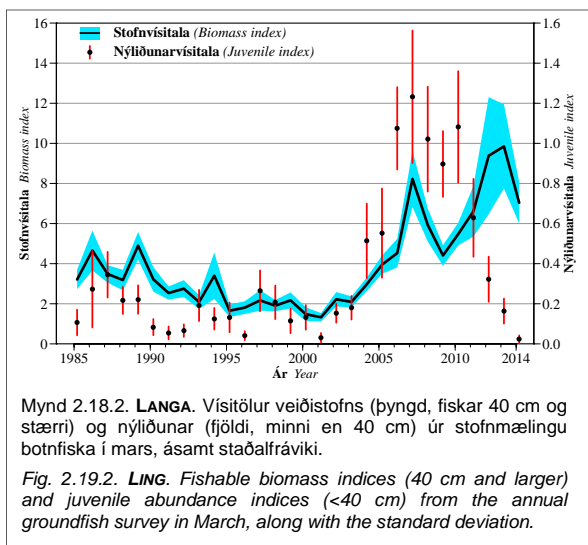 Stofnvísitala (Biomass index)
Nýliðunarvísitala (Juvenile index)
Stofnvísitala Biomass index
16
14
12
10
8
6
4
2
0
1.6
1.4
1.2
1.0
0.8
0.6
0.4
0.2
0.0
Nýliðunarvísitala Juvenile index
1985 1990 1995 2000 2005 2010 2014
Ár Year
Mynd 2.18.2. LANGA. Vísitölur veiðistofns (þyngd, fiskar 40 cm og
stærri) og nýliðunar (fjöldi, minni en 40 cm) úr stofnmælingu
botnfiska í mars, ásamt staðalfráviki.
Fig. 2.19.2. LING. Fishable biomass indices (40 cm and larger)
and juvenile abundance indices (<40 cm) from the annual
groundfish survey in March, along with the standard deviation.